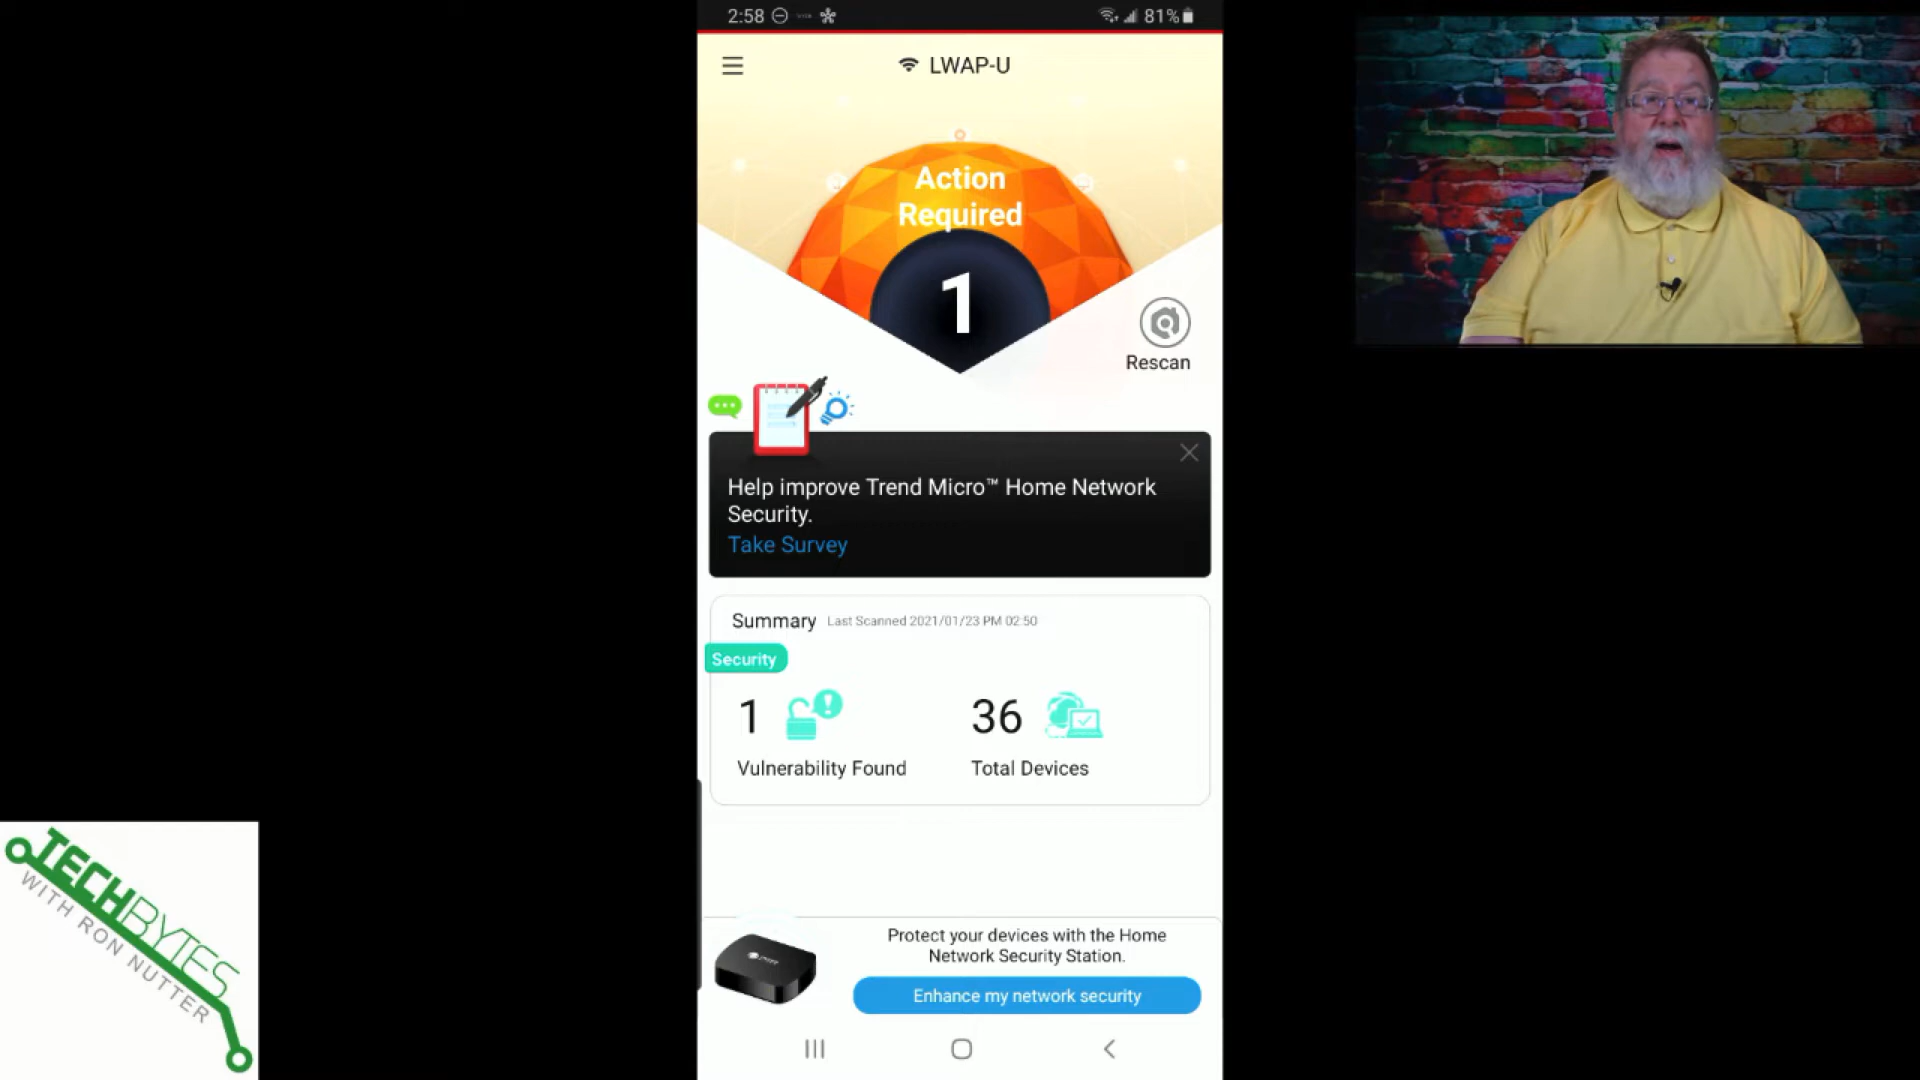 2:58
81%
LWAP-U
Action
Required
1
Rescan
Help improve Trend Micro™ Home Network
Security.
Take Survey
Summary Last Scanned 2021/01/23 PM 02:50
Security
1
36
Vulnerability Found
Total Devices
Protect your devices with the Home
Network Security Station.
Enhance my network security
TECHBYTES
WITH RON NUTTER